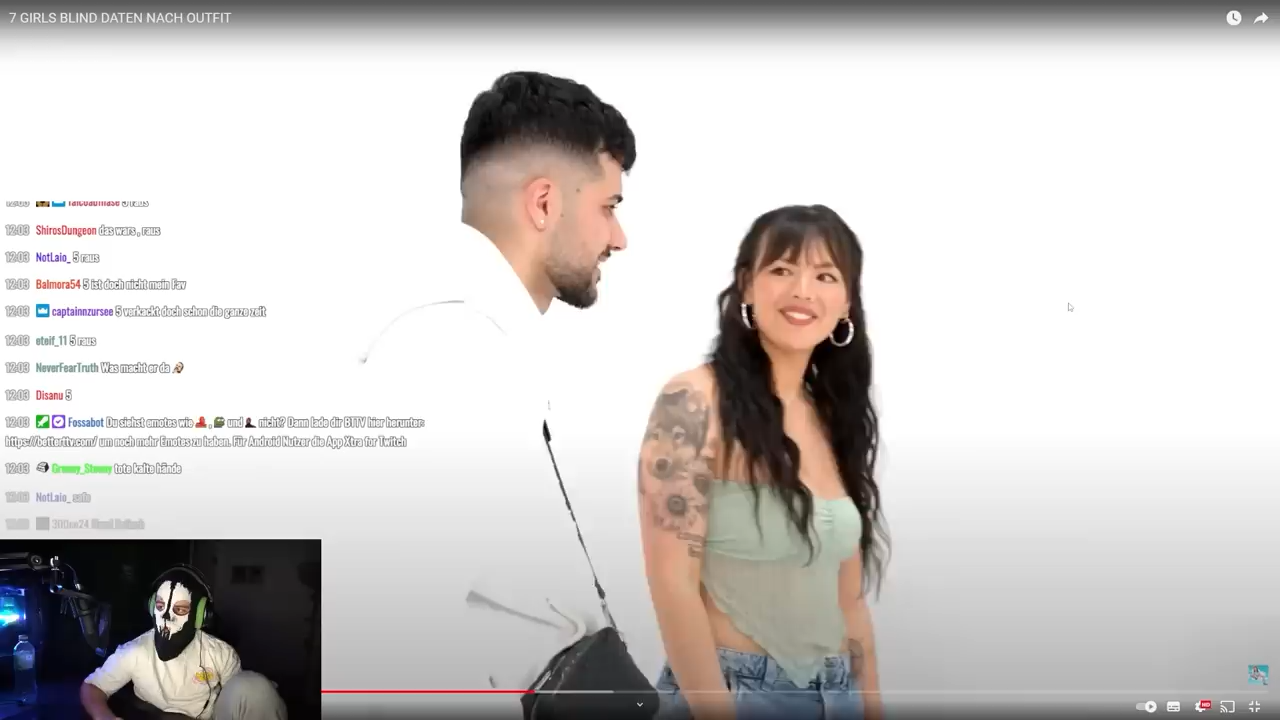 7 GIRLS BLIND DATEN NACH OUTFIT
12:03 ShirosDungeon das wars , raus
12:03 NotLaio_ 5 raus
12:03 Balmora54 5 ist doch nicht mein Fav
12:03 captainnzursee 5 verkackt doch schon die ganze zeit
12:03 eteif_11 5 raus
12:03 NeverFearTruth Was macht er da
12:03 Disanu 5
12:03 Fossabot Du siehst emotes wie , und nicht? Dann lade dir BTTV hier herunter:
https://betterttv.com/ um noch mehr Emotes zu haben. Für Android Nutzer die App Xtra for Twitch
12:03 tote kalte hände
12:03 NotLaio_
HD